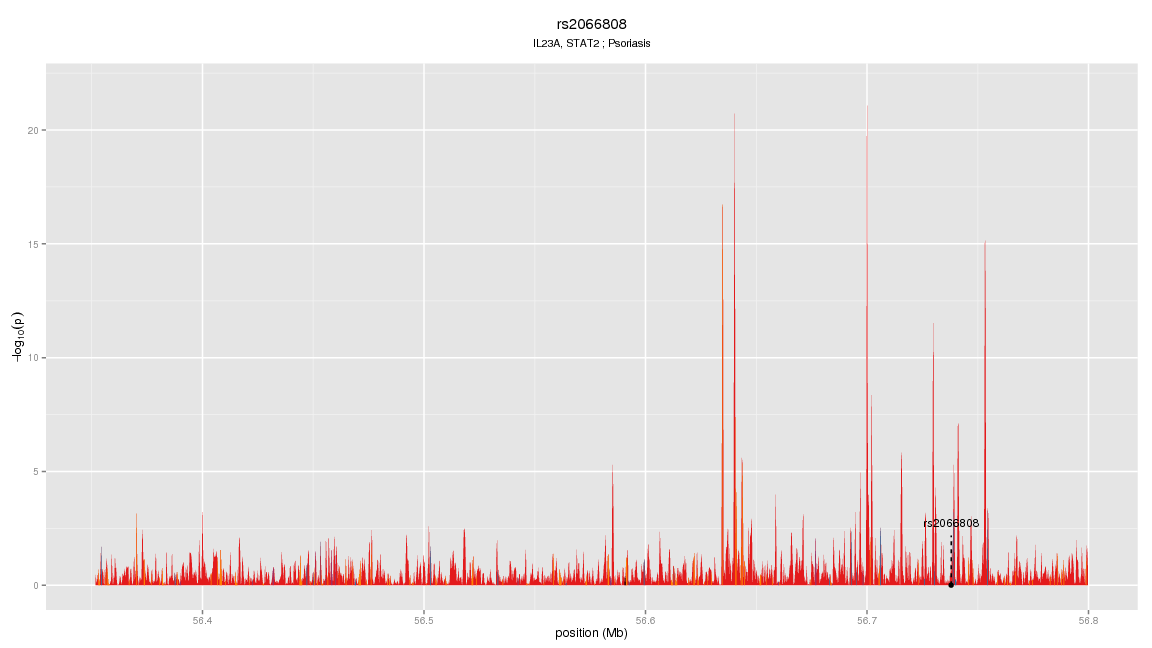 rs2066808
IL23A, STAT2 ; Psoriasis
20
15
10
5
0
−log10(p)
rs2066808
56.4 56.5 56.6 56.7 56.8
position (Mb)